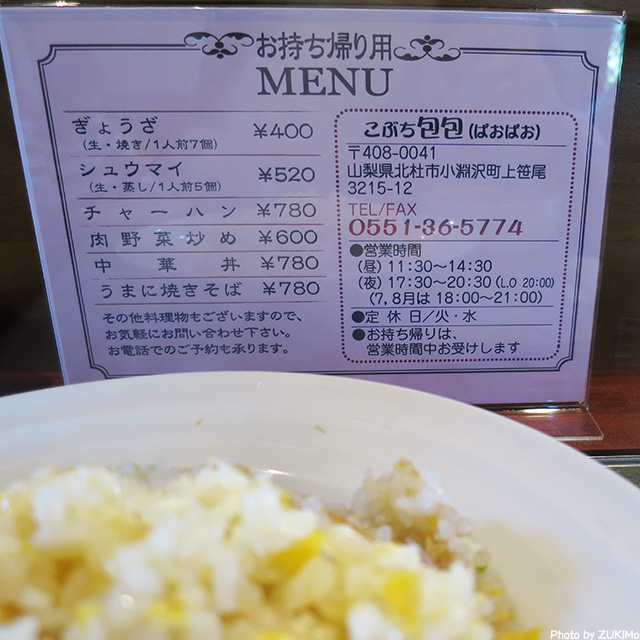 お持ち帰り用
MENU
ぎょうざ ¥400
(生・焼き/1人前7個)
シュウマイ ¥520
(生・蒸し/1人前5個)
チャーハン ¥780
肉野菜炒め ¥600
中華丼 ¥780
うまに焼きそば ¥780
その他料理物もございますので、
お気軽にお問い合わせ下さい。
お電話でのご予約も承ります。
こぶち包包(ぱおぱお)
〒408-0041
山梨県北杜市小淵沢町上笹尾
3215-12
TEL/FAX
0551-36-5774
●営業時間
(昼) 11:30~14:30
(夜) 17:30~20:30 (L.O 20:00)
(7, 8月は 18:00~21:00)
●定休日/火・水
●お持ち帰りは、
営業時間中お受けします
Photo by ZUKIMo